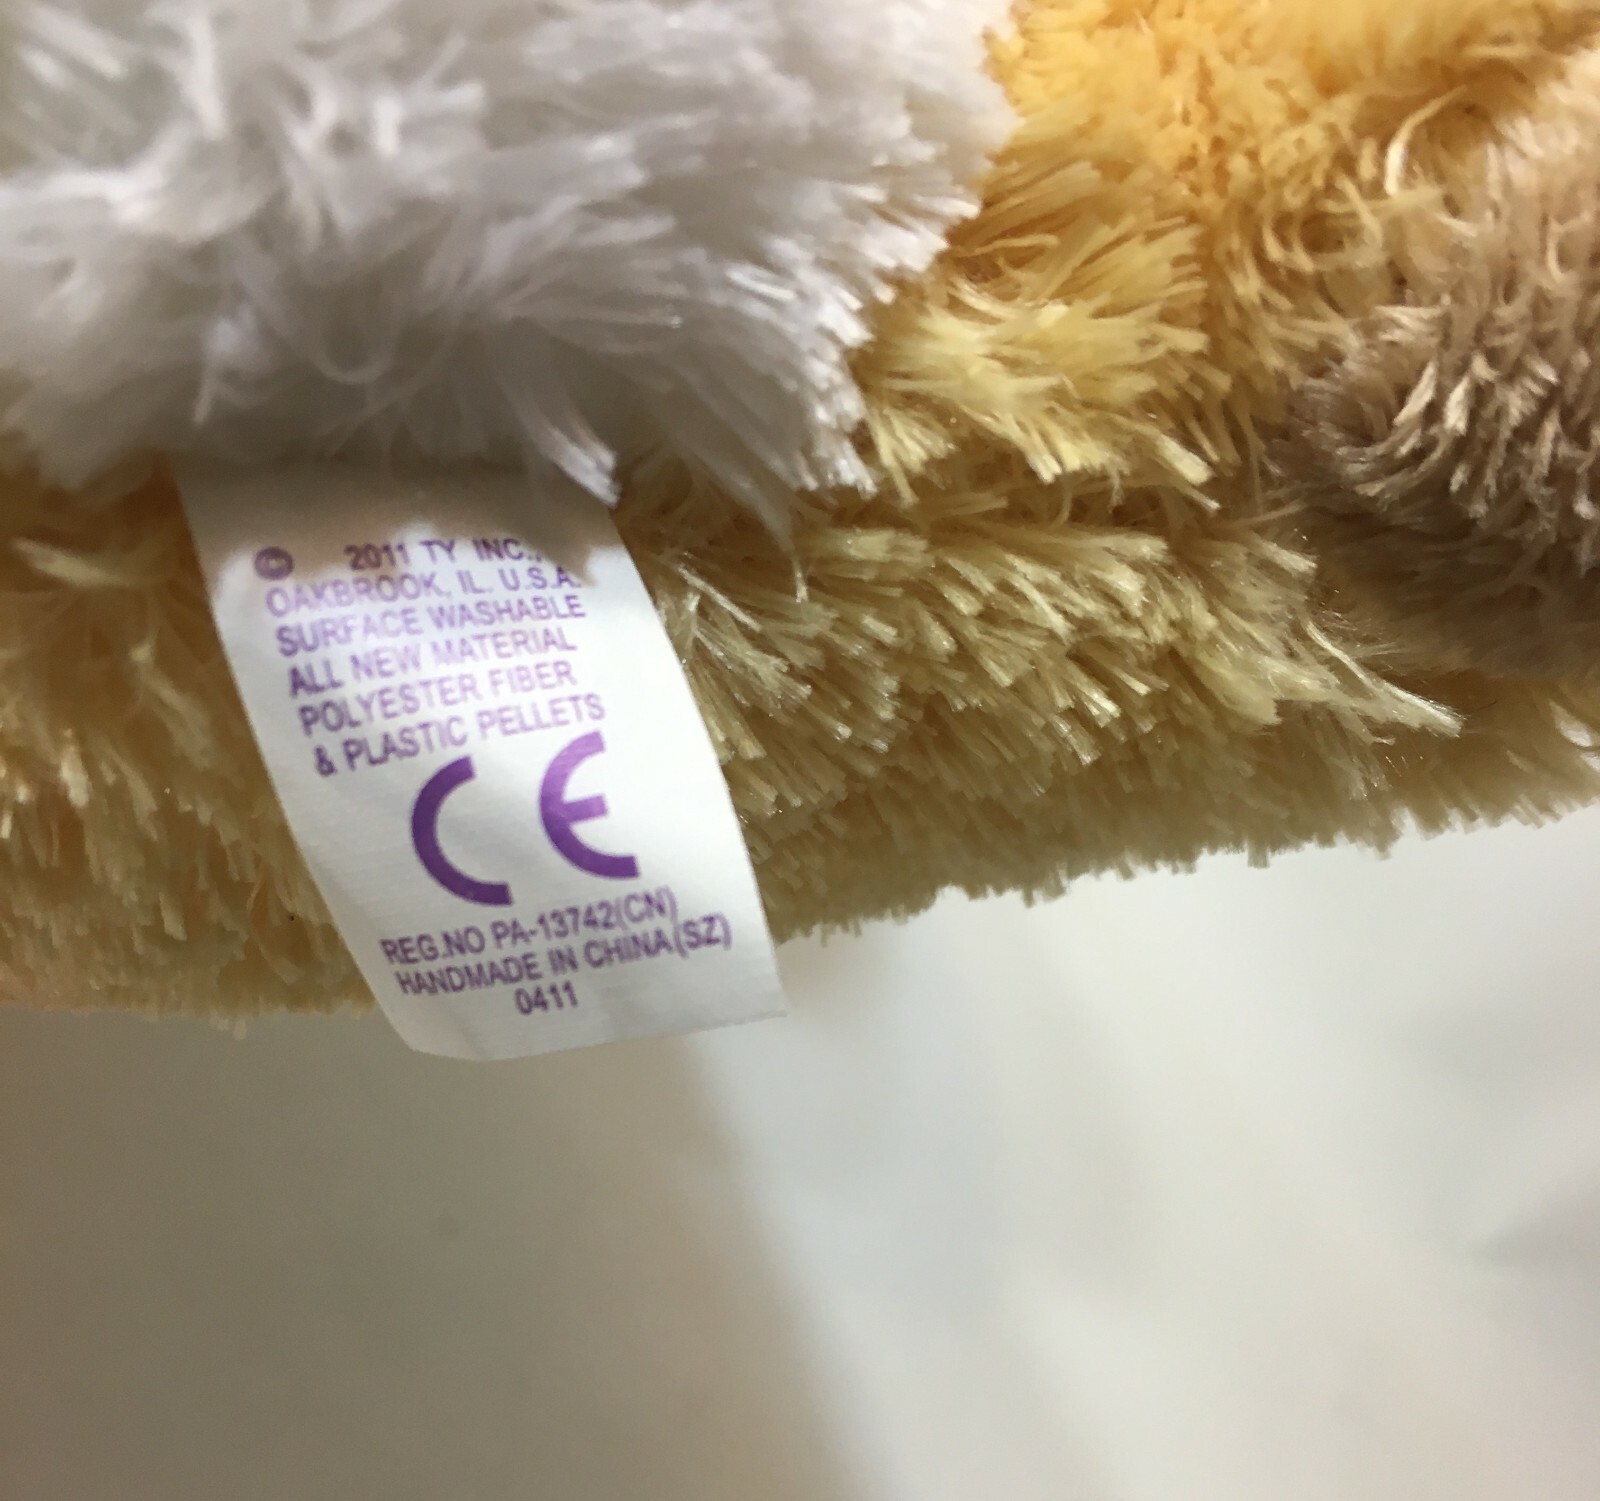 © 2011 TY INC.,
OAKBROOK, IL. U.S.A.
SURFACE WASHABLE
ALL NEW MATERIAL
POLYESTER FIBER
& PLASTIC PELLETS
CE
REG.NO PA-13742(CN)
HANDMADE IN CHINA(SZ)
0411